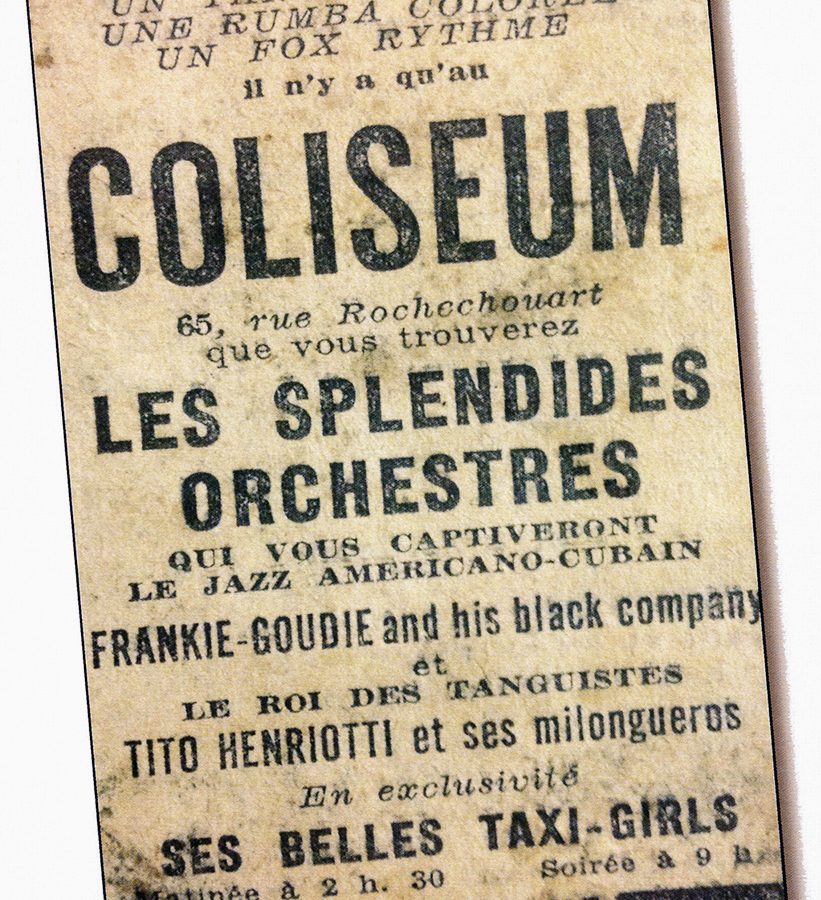 UN
UNE RUMBA COLOREE
UN FOX RYTHME
il n'y a qu'au
COLISEUM
65, rue Rochechouart
que vous trouverez
LES SPLENDIDES
ORCHESTRES
QUI VOUS CAPTIVERONT
LE JAZZ AMERICANO-CUBAIN
FRANKIE-GOUDIE and his black company
et
LE ROI DES TANGUISTES
TITO HENRIOTTI et ses milongueros
En exclusivité
SES BELLES TAXI-GIRLS
Matinée à 2 h. 30 Soirée à 9 h.